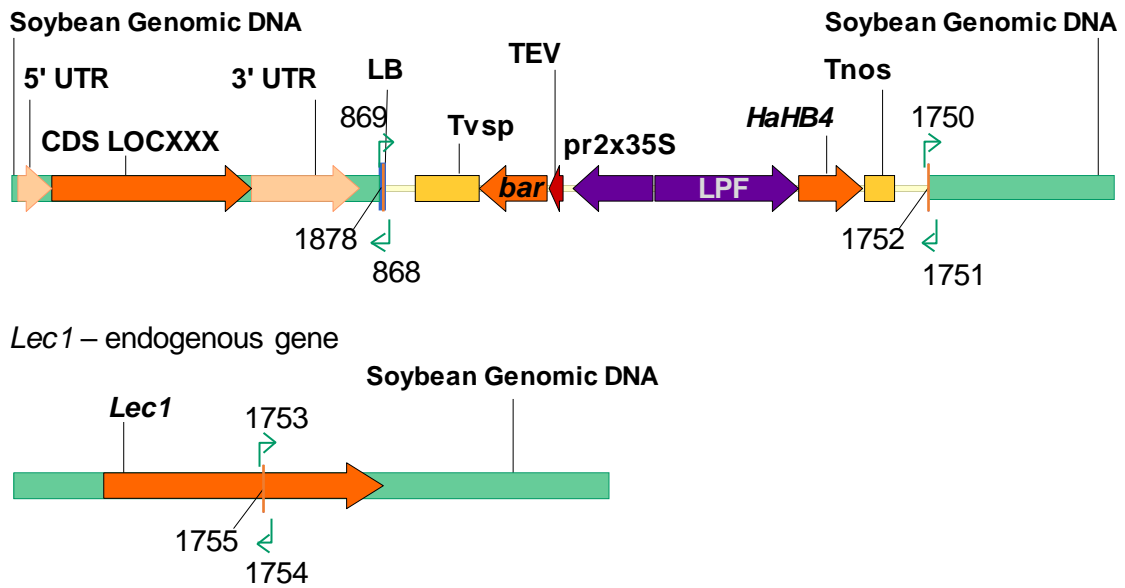 Soybean Genomic DNA
Soybean Genomic DNA
5' UTR
3' UTR
LB
TEV
Tnos
869
1750
CDS LOCXXX
Tvsp
pr2x35S
HaHB4
bar
LPF
1878
868
1752
1751
Lec1 – endogenous gene
Soybean Genomic DNA
Lec1
1753
1755
1754